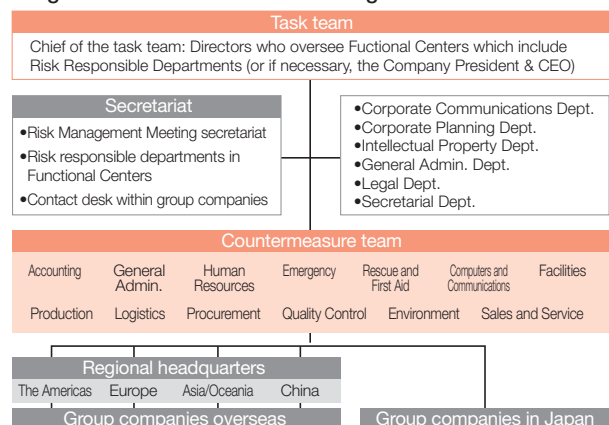 Task team
Chief of the task team: Directors who oversee Fuctional Centers which include
Risk Responsible Departments (or if necessary, the Company President & CEO)
Secretariat
•Risk Management Meeting secretariat
•Risk responsible departments in
Functional Centers
•Contact desk within group companies
•Corporate Communications Dept.
•Corporate Planning Dept.
•Intellectual Property Dept.
•General Admin. Dept.
•Legal Dept.
•Secretarial Dept.
Countermeasure team
Accounting
General
Admin.
Human
Resources
Emergency
Rescue and
First Aid
Computers and
Communications
Facilities
Production
Logistics
Procurement
Quality Control
Environment
Sales and Service
Regional headquarters
The Americas
Europe
Asia/Oceania
China
Group companies overseas
Group companies in Japan